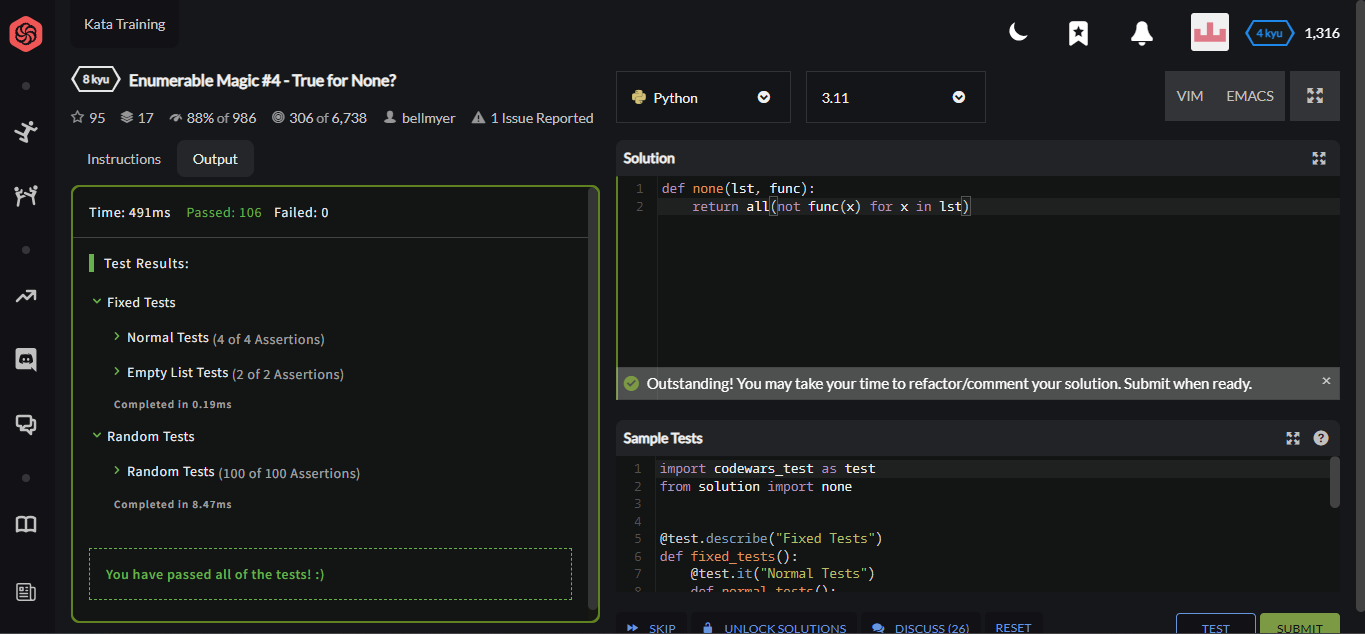 Kata Training
4 kyu 1,316
8 kyu Enumerable Magic #4 - True for None?
95 17 88% of 986 306 of 6,738 bellmyer 1 Issue Reported
Instructions Output
Time: 491ms Passed: 106 Failed: 0
Test Results:
Fixed Tests
Normal Tests (4 of 4 Assertions)
Empty List Tests (2 of 2 Assertions)
Completed in 0.19ms
Random Tests
Random Tests (100 of 100 Assertions)
Completed in 8.47ms
You have passed all of the tests! :)
Python 3.11 VIM EMACS
Solution
1 def none(lst, func):
2 return all(not func(x) for x in lst)
Outstanding! You may take your time to refactor/comment your solution. Submit when ready. ×
Sample Tests ?
1 import codewars_test as test
2 from solution import none
3
4
5 @test.describe("Fixed Tests")
6 def fixed_tests():
7 @test.it("Normal Tests")
8 def normal_tests():
SKIP UNLOCK SOLUTIONS DISCUSS (26) RESET TEST SUBMIT